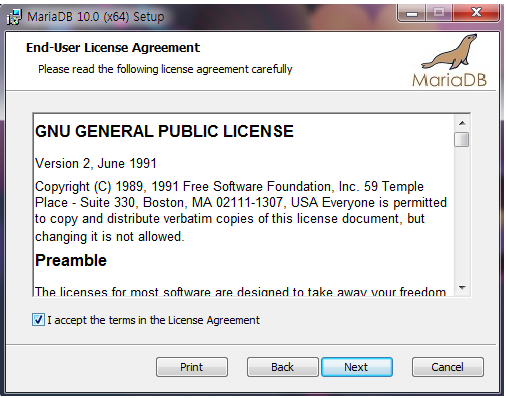 MariaDB 10.0 (x64) Setup
End-User License Agreement
Please read the following license agreement carefully
MariaDB
GNU GENERAL PUBLIC LICENSE
Version 2, June 1991
Copyright (C) 1989, 1991 Free Software Foundation, Inc. 59 Temple
Place - Suite 330, Boston, MA 02111-1307, USA Everyone is permitted
to copy and distribute verbatim copies of this license document, but
changing it is not allowed.
Preamble
The licenses for most software are designed to take away your freedom
I accept the terms in the License Agreement
Print
Back
Next
Cancel